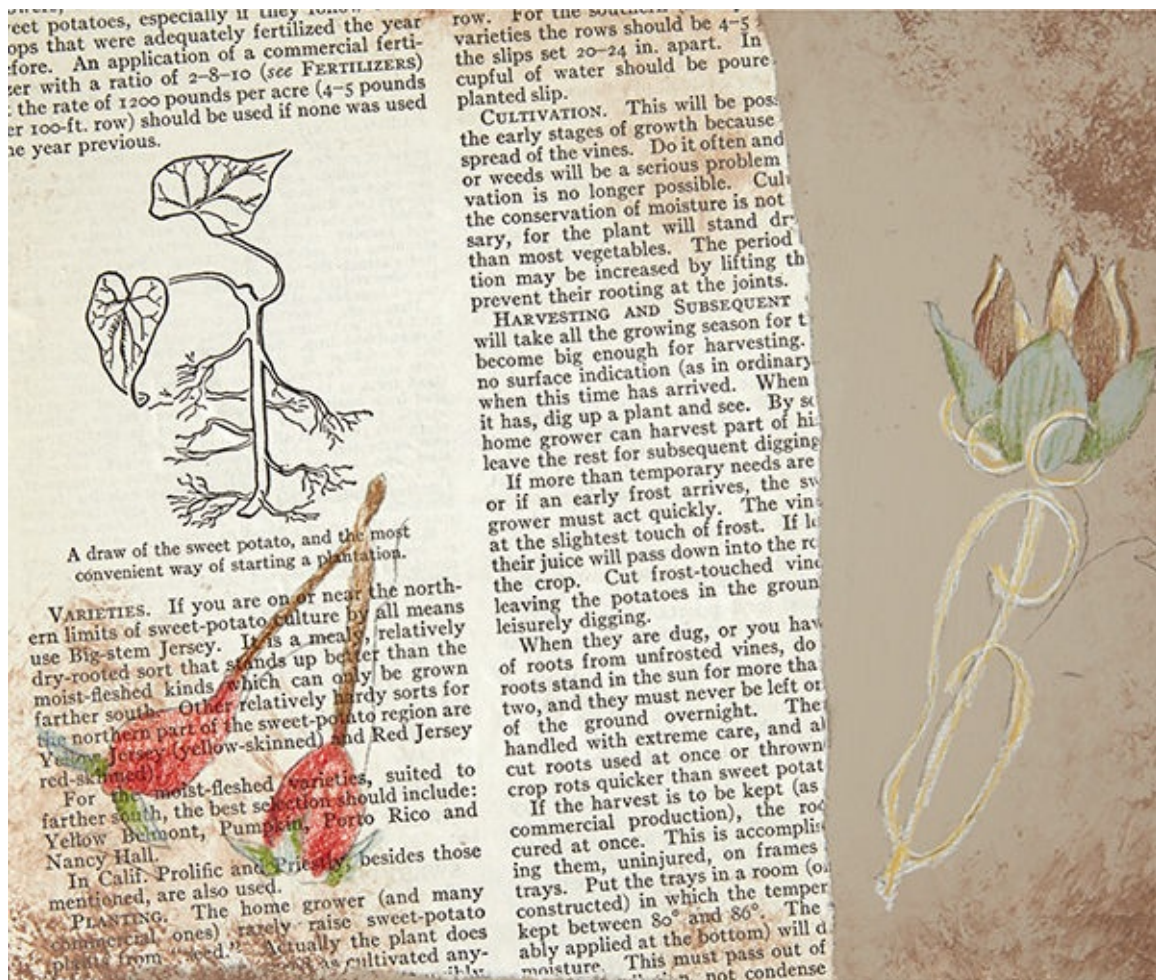 eet potatoes, especially if they follow
ops that were adequately fertilized the year
efore. An application of a commercial ferti-
zer with a ratio of 2–8–10 (see FERTILIZERS)
t the rate of 1200 pounds per acre (4–5 pounds
er 100-ft. row) should be used if none was used
he year previous.
A draw of the sweet potato, and the most
convenient way of starting a plantation.
VARIETIES. If you are on or near the north-
ern limits of sweet-potato culture by all means
use Big-stem Jersey. It is a mealy, relatively
dry-rooted sort that stands up better than the
moist-fleshed kinds which can only be grown
farther south. Other relatively hardy sorts for
the northern part of the sweet-potato region are
Yellow Jersey (yellow-skinned) and Red Jersey
red-skinned).
For the moist-fleshed varieties, suited to
farther south, the best selection should include:
Yellow Belmont, Pumpkin, Porto Rico and
Nancy Hall.
In Calif. Prolific and Priestly, besides those
mentioned, are also used.
PLANTING. The home grower (and many
commercial ones) rarely raise sweet-potato
plants from "seed." Actually the plant does
as cultivated any-
row. For the southern
varieties the rows should be 4–5
the slips set 20–24 in. apart. In
cupful of water should be poure
planted slip.
CULTIVATION. This will be poss
the early stages of growth because
spread of the vines. Do it often and
or weeds will be a serious problem
vation is no longer possible. Cul
the conservation of moisture is not
sary, for the plant will stand dr
than most vegetables. The period
tion may be increased by lifting th
prevent their rooting at the joints.
HARVESTING AND SUBSEQUENT
will take all the growing season for t
become big enough for harvesting.
no surface indication (as in ordinary
when this time has arrived. When
it has, dig up a plant and see. By so
home grower can harvest part of his
leave the rest for subsequent digging
If more than temporary needs are
or if an early frost arrives, the sw
grower must act quickly. The vin
at the slightest touch of frost. If le
their juice will pass down into the ro
the crop. Cut frost-touched vine
leaving the potatoes in the groun
leisurely digging.
When they are dug, or you hav
of roots from unfrosted vines, do
roots stand in the sun for more tha
two, and they must never be left on
of the ground overnight. The
handled with extreme care, and al
cut roots used at once or thrown
crop rots quicker than sweet potat
If the harvest is to be kept (as
commercial production), the roo
cured at once. This is accomplis
ing them, uninjured, on frames
trays. Put the trays in a room (o
constructed) in which the temper
kept between 80° and 86°. The
ably applied at the bottom) will d
moisture. This must pass out of
not condense